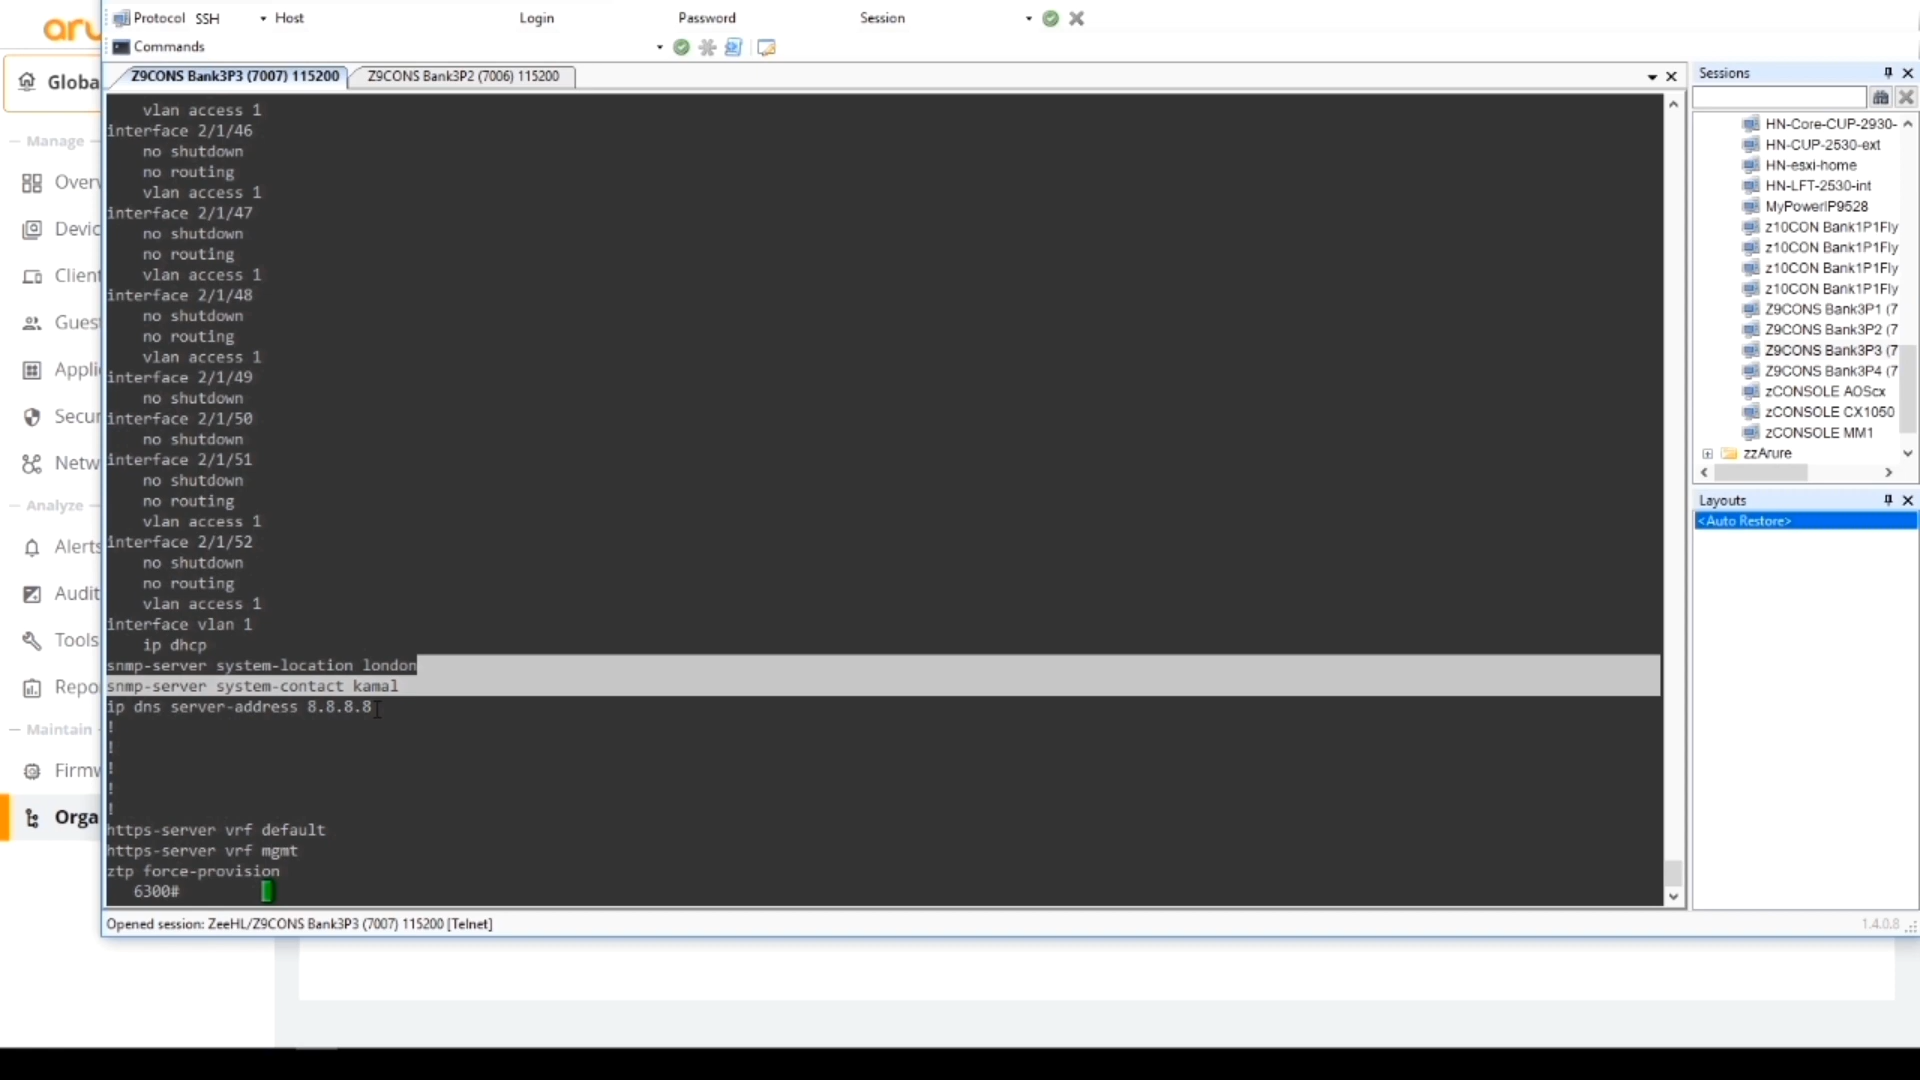 aru
Protocol SSH Host Login Password Session
Commands
Globa
Z9CONS Bank3P3 (7007) 115200
Z9CONS Bank3P2 (7006) 115200
Manage
Overv
Devic
Client
Gues
Appli
Secur
Netw
Analyze
Alerts
Audit
Tools
Repo
Maintain
Firmw
Orga
vlan access 1
interface 2/1/46
no shutdown
no routing
vlan access 1
interface 2/1/47
no shutdown
no routing
vlan access 1
interface 2/1/48
no shutdown
no routing
vlan access 1
interface 2/1/49
no shutdown
interface 2/1/50
no shutdown
interface 2/1/51
no shutdown
no routing
vlan access 1
interface 2/1/52
no shutdown
no routing
vlan access 1
interface vlan 1
ip dhcp
snmp-server system-location london
snmp-server system-contact kamal
ip dns server-address 8.8.8.8
!
!
!
!
!
https-server vrf default
https-server vrf mgmt
ztp force-provision
6300#
Opened session: ZeeHL/Z9CONS Bank3P3 (7007) 115200 [Telnet]
1.4.0.8
Sessions
HN-Core-CUP-2930-
HN-CUP-2530-ext
HN-esxi-home
HN-LFT-2530-int
MyPowerIP9528
z10CON Bank1P1Fly
z10CON Bank1P1Fly
z10CON Bank1P1Fly
z10CON Bank1P1Fly
Z9CONS Bank3P1 (7
Z9CONS Bank3P2 (7
Z9CONS Bank3P3 (7
Z9CONS Bank3P4 (7
zCONSOLE AOScx
zCONSOLE CX1050
zCONSOLE MM1
zzArure
Layouts
<Auto Restore>